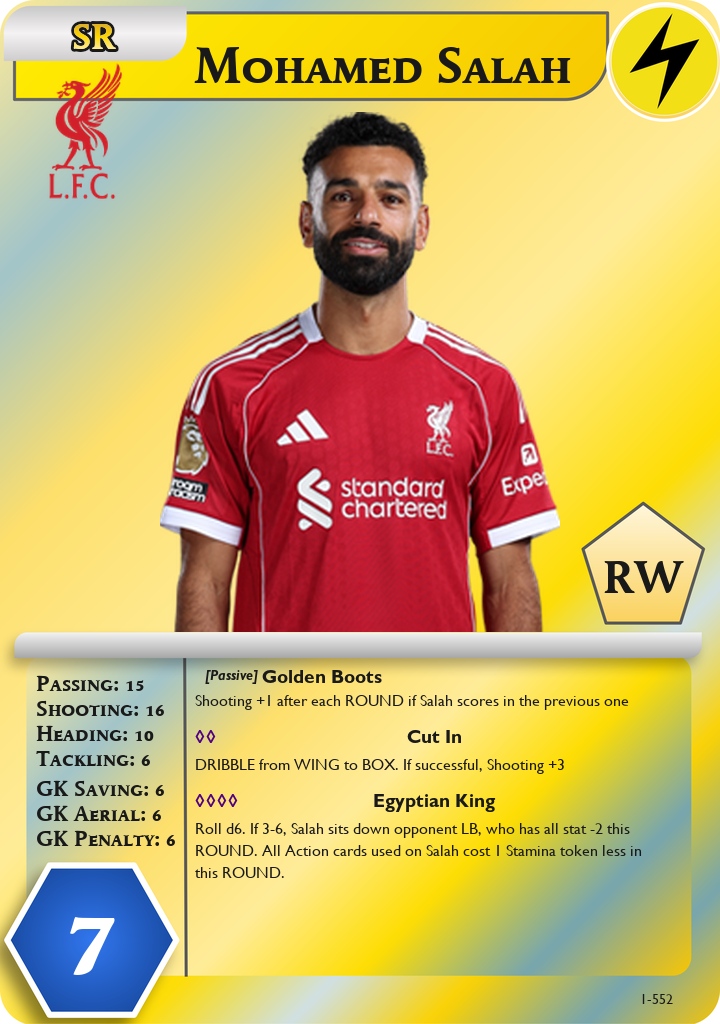 SR
Mohamed Salah
L.F.C.
L.F.C.
room
racism
Expe
standard
chartered
RW
Passing: 15
Shooting: 16
Heading: 10
Tackling: 6
GK Saving: 6
GK Aerial: 6
GK Penalty: 6
7
[Passive] Golden Boots
Shooting +1 after each ROUND if Salah scores in the previous one
◊◊ Cut In
DRIBBLE from WING to BOX. If successful, Shooting +3
◊◊◊◊ Egyptian King
Roll d6. If 3-6, Salah sits down opponent LB, who has all stat -2 this
ROUND. All Action cards used on Salah cost 1 Stamina token less in
this ROUND.
1-552